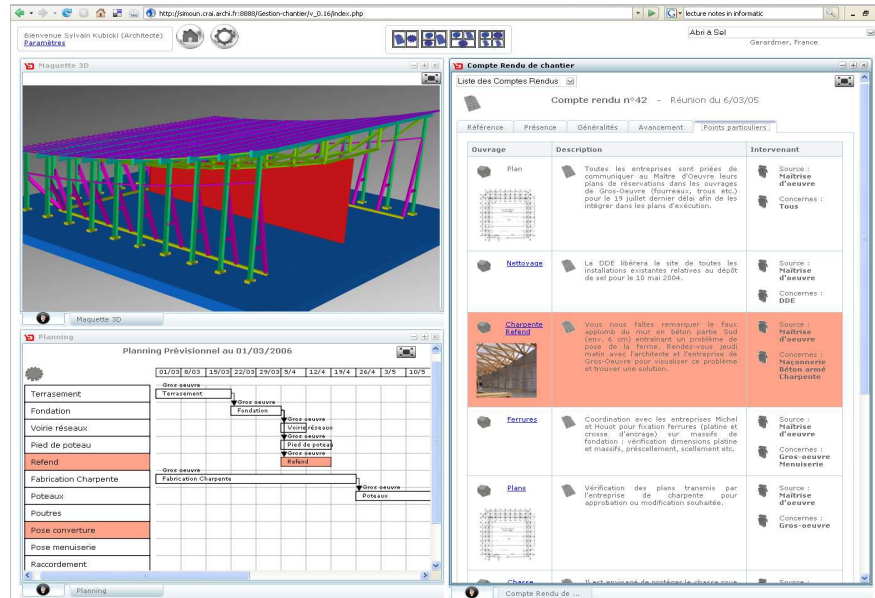 http://simoun.crai.archi.fr:8888/Gestion-chantier/v_0.16/index.php
lecture notes in informatic
Bienvenue Sylvain Kubicki (Architecte)
Paramètres
Abri à Sel
Gerardmer, France
Maquette 3D
Maquette 3D
Planning
Planning Prévisionnel au 01/03/2006
01/03 8/03 15/03 22/03 29/03 5/4 12/4 19/4 26/4 3/5 10/5
Gros oeuvre
Terrassement
Terrassement
Gros oeuvre
Fondation
Fondation
Gros oeuvre
Voirie réseaux
Voirie réseaux
Gros oeuvre
Pied de poteau
Pied de poteau
Gros oeuvre
Refend
Refend
Gros oeuvre
Fabrication Charpente
Fabrication Charpente
Gros oeuvre
Poteaux
Poteaux
Poutres
Pose converture
Pose menuiserie
Raccordement
Planning
Compte Rendu de chantier
Liste des Comptes Rendus
Compte rendu n°42 - Réunion du 6/03/05
Référence Présence Généralités Avancement Points particuliers
Ouvrage Description Intervenant
Plan
Toutes les entreprises sont priées de
communiquer au Maître d'Oeuvre leurs
plans de réservations dans les ouvrages
de Gros-Oeuvre (fourreaux, trous etc.)
pour le 19 juillet dernier délai afin de les
intégrer dans les plans d'exécution.
Source :
Maîtrise
d'oeuvre
Concernes :
Tous
Nettoyage
La DDE libérera le site de toutes les
installations existantes relatives au dépôt
de sel pour le 10 mai 2004.
Source :
Maîtrise
d'oeuvre
Concernes :
DDE
Charpente
Refend
Vous nous faîtes remarquer le faux
applomb du mur en béton partie Sud
(env. 6 cm) entraînant un problème de
pose de la ferme. Rendez-vous jeudi
matin avec l'architecte et l'entreprise de
Gros-Oeuvre pour visualiser ce problème
et trouver une solution.
Source :
Maîtrise
d'oeuvre
Concernes :
Maçonnerie
Béton armé
Charpente
Ferrures
Coordination avec les entreprises Michel
et Houot pour fixation ferrures (platine et
crosse d'ancrage) sur massifs de
fondation : vérification dimensions platine
et massifs, préscellement, scellement etc.
Source :
Maîtrise
d'oeuvre
Concernes :
Gros-oeuvre
Menuiserie
Plans
Vérification des plans transmis par
l'entreprise de charpente pour
approbation ou modification souhaitée.
Source :
Maîtrise
d'oeuvre
Concernes :
Gros-oeuvre
Chasse
Il est envisagé de protéger le chasse roue
Source :
Compte Rendu de ...